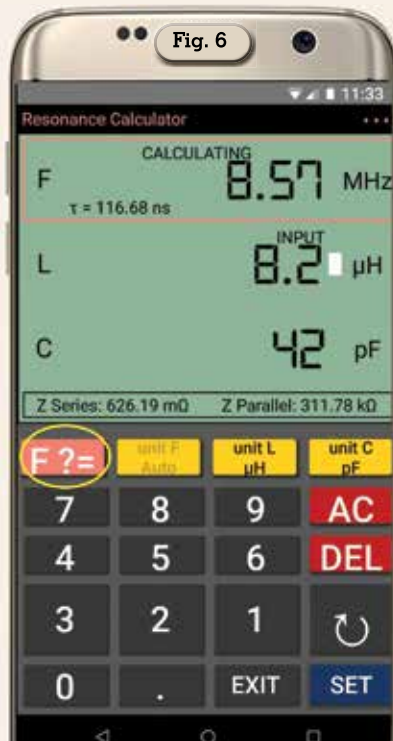 Fig. 6
11:33
Resonance Calculator
CALCULATING
F 8.57 MHz
τ = 116.68 ns
INPUT
L 8.2 µH
C 42 pF
Z Series: 626.19 mΩ Z Parallel: 311.78 kΩ
F ?= unit F Auto unit L µH unit C pF
7 8 9 AC
4 5 6 DEL
3 2 1
0 . EXIT SET